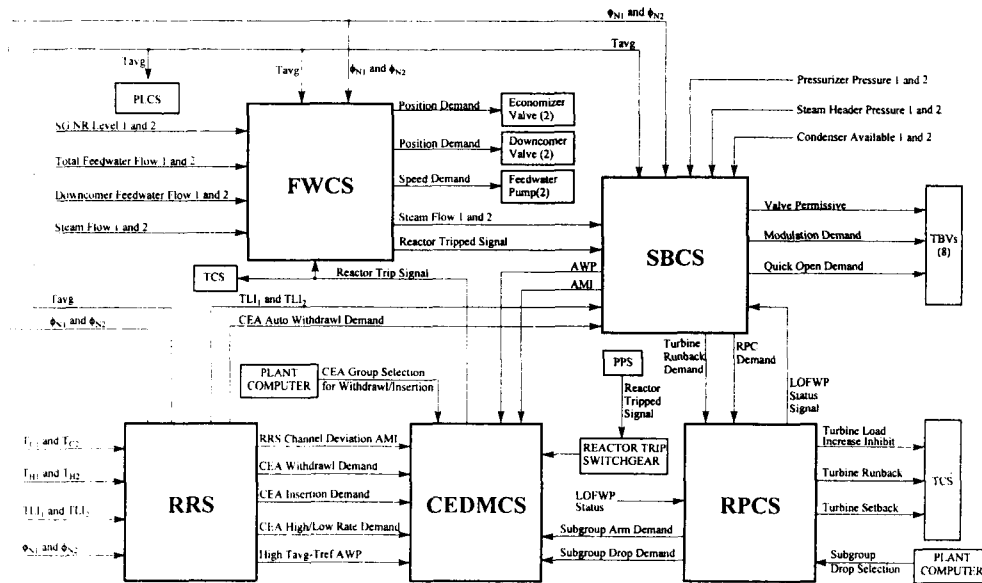 ϕN1 and ϕN2
Tavg
Tavg
Tavg
ϕN1 and ϕN2
PLCS
Pressurizer Pressure 1 and 2
Steam Header Pressure 1 and 2
Condenser Available 1 and 2
SG NR Level 1 and 2
Total Feedwater Flow 1 and 2
Downcomer Feedwater Flow 1 and 2
Steam Flow 1 and 2
FWCS
Position Demand
Economizer
Valve (2)
Position Demand
Downcomer
Valve (2)
Speed Demand
Feedwater
Pump(2)
Steam Flow 1 and 2
Reactor Tripped Signal
SBCS
Valve Permissive
Modulation Demand
Quick Open Demand
TBVs
(8)
TCS
Reactor Trip Signal
AWP
AMI
Tavg
ϕN1 and ϕN2
TLI1 and TLI2
CEA Auto Withdrawl Demand
PLANT
COMPUTER
CEA Group Selection
for Withdrawl/Insertion
PPS
Reactor
Tripped
Signal
Turbine
Runback
Demand
RPC
Demand
LOFWP
Status
Signal
TC1 and TC2
TH1 and TH2
TLI1 and TLI2
ϕN1 and ϕN2
RRS
RRS Channel Deviation AMI
CEA Withdrawl Demand
CEA Insertion Demand
CEA High/Low Rate Demand
High Tavg-Tref AWP
CEDMCS
REACTOR TRIP
SWITCHGEAR
LOFWP
Status
Subgroup Arm Demand
Subgroup Drop Demand
RPCS
Turbine Load
Increase Inhibit
Turbine Runback
Turbine Setback
TCS
Subgroup
Drop Selection
PLANT
COMPUTER